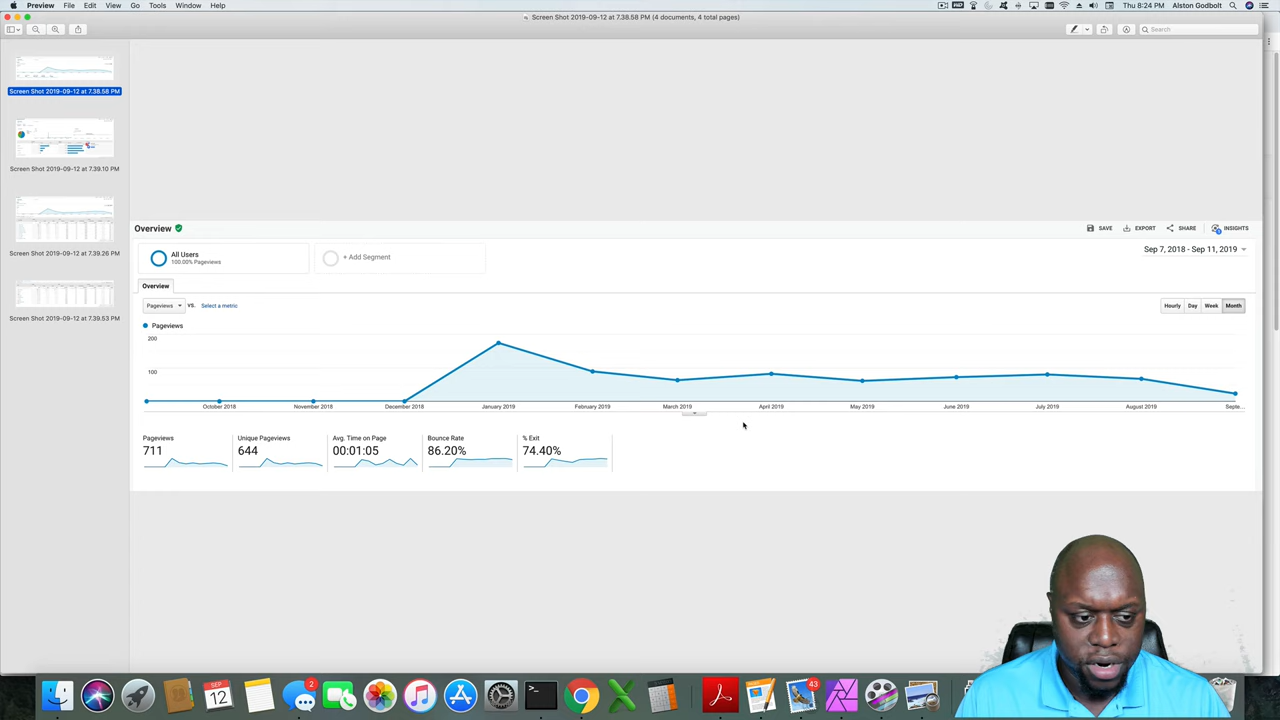 Preview File Edit View Go Tools Window Help
Thu 8:24 PM Alston Godbolt
Screen Shot 2019-09-12 at 7.38.58 PM (4 documents, 4 total pages)
Search
Screen Shot 2019-09-12 at 7.38.58 PM
Screen Shot 2019-09-12 at 7.39.10 PM
Screen Shot 2019-09-12 at 7.39.26 PM
Screen Shot 2019-09-12 at 7.39.53 PM
Overview
SAVE EXPORT SHARE INSIGHTS
All Users
100.00% Pageviews
+ Add Segment
Sep 7, 2018 - Sep 11, 2019
Overview
Pageviews VS. Select a metric
Hourly Day Week Month
Pageviews
200
100
October 2018 November 2018 December 2018 January 2019 February 2019 March 2019 April 2019 May 2019 June 2019 July 2019 August 2019 Septe...
Pageviews Unique Pageviews Avg. Time on Page Bounce Rate % Exit
711 644 00:01:05 86.20% 74.40%
SEP
12
2
43